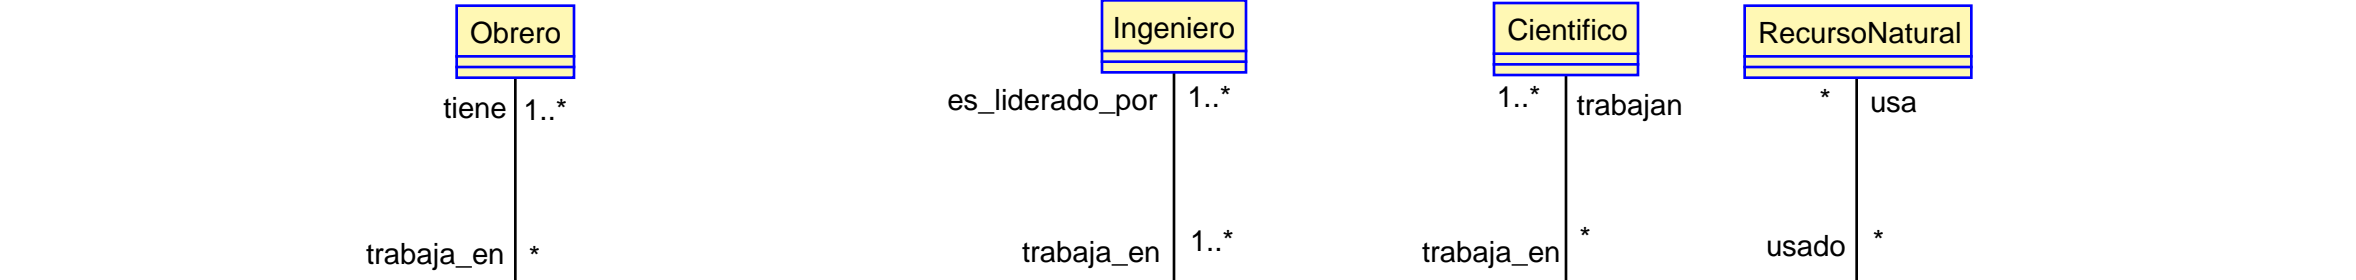 Obrero
Ingeniero
Cientifico
RecursoNatural
tiene 1..*
es_liderado_por 1..*
1..* trabajan
* usa
trabaja_en *
trabaja_en 1..*
trabaja_en *
usado *